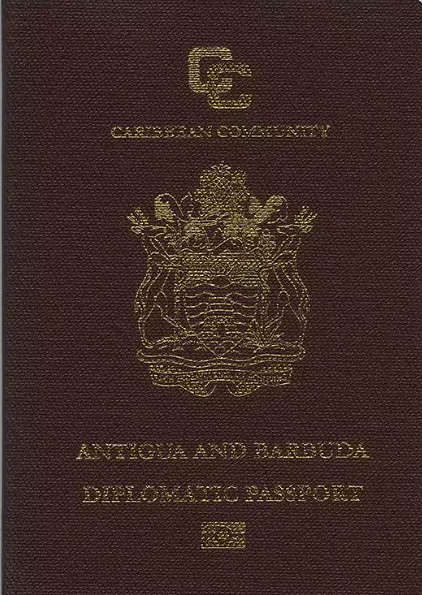 CARIBBEAN COMMUNITY
ANTIGUA AND BARBUDA
DIPLOMATIC PASSPORT